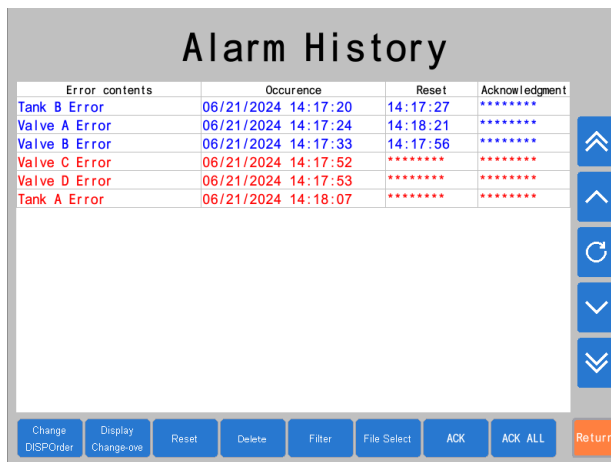 Alarm History
Error contents Occurence Reset Acknowledgment
Tank B Error 06/21/2024 14:17:20 14:17:27 ********
Valve A Error 06/21/2024 14:17:24 14:18:21 ********
Valve B Error 06/21/2024 14:17:33 14:17:56 ********
Valve C Error 06/21/2024 14:17:52 ******** ********
Valve D Error 06/21/2024 14:17:53 ******** ********
Tank A Error 06/21/2024 14:18:07 ******** ********
Change DISPOrder
Display Change-ove
Reset
Delete
Filter
File Select
ACK
ACK ALL
Return